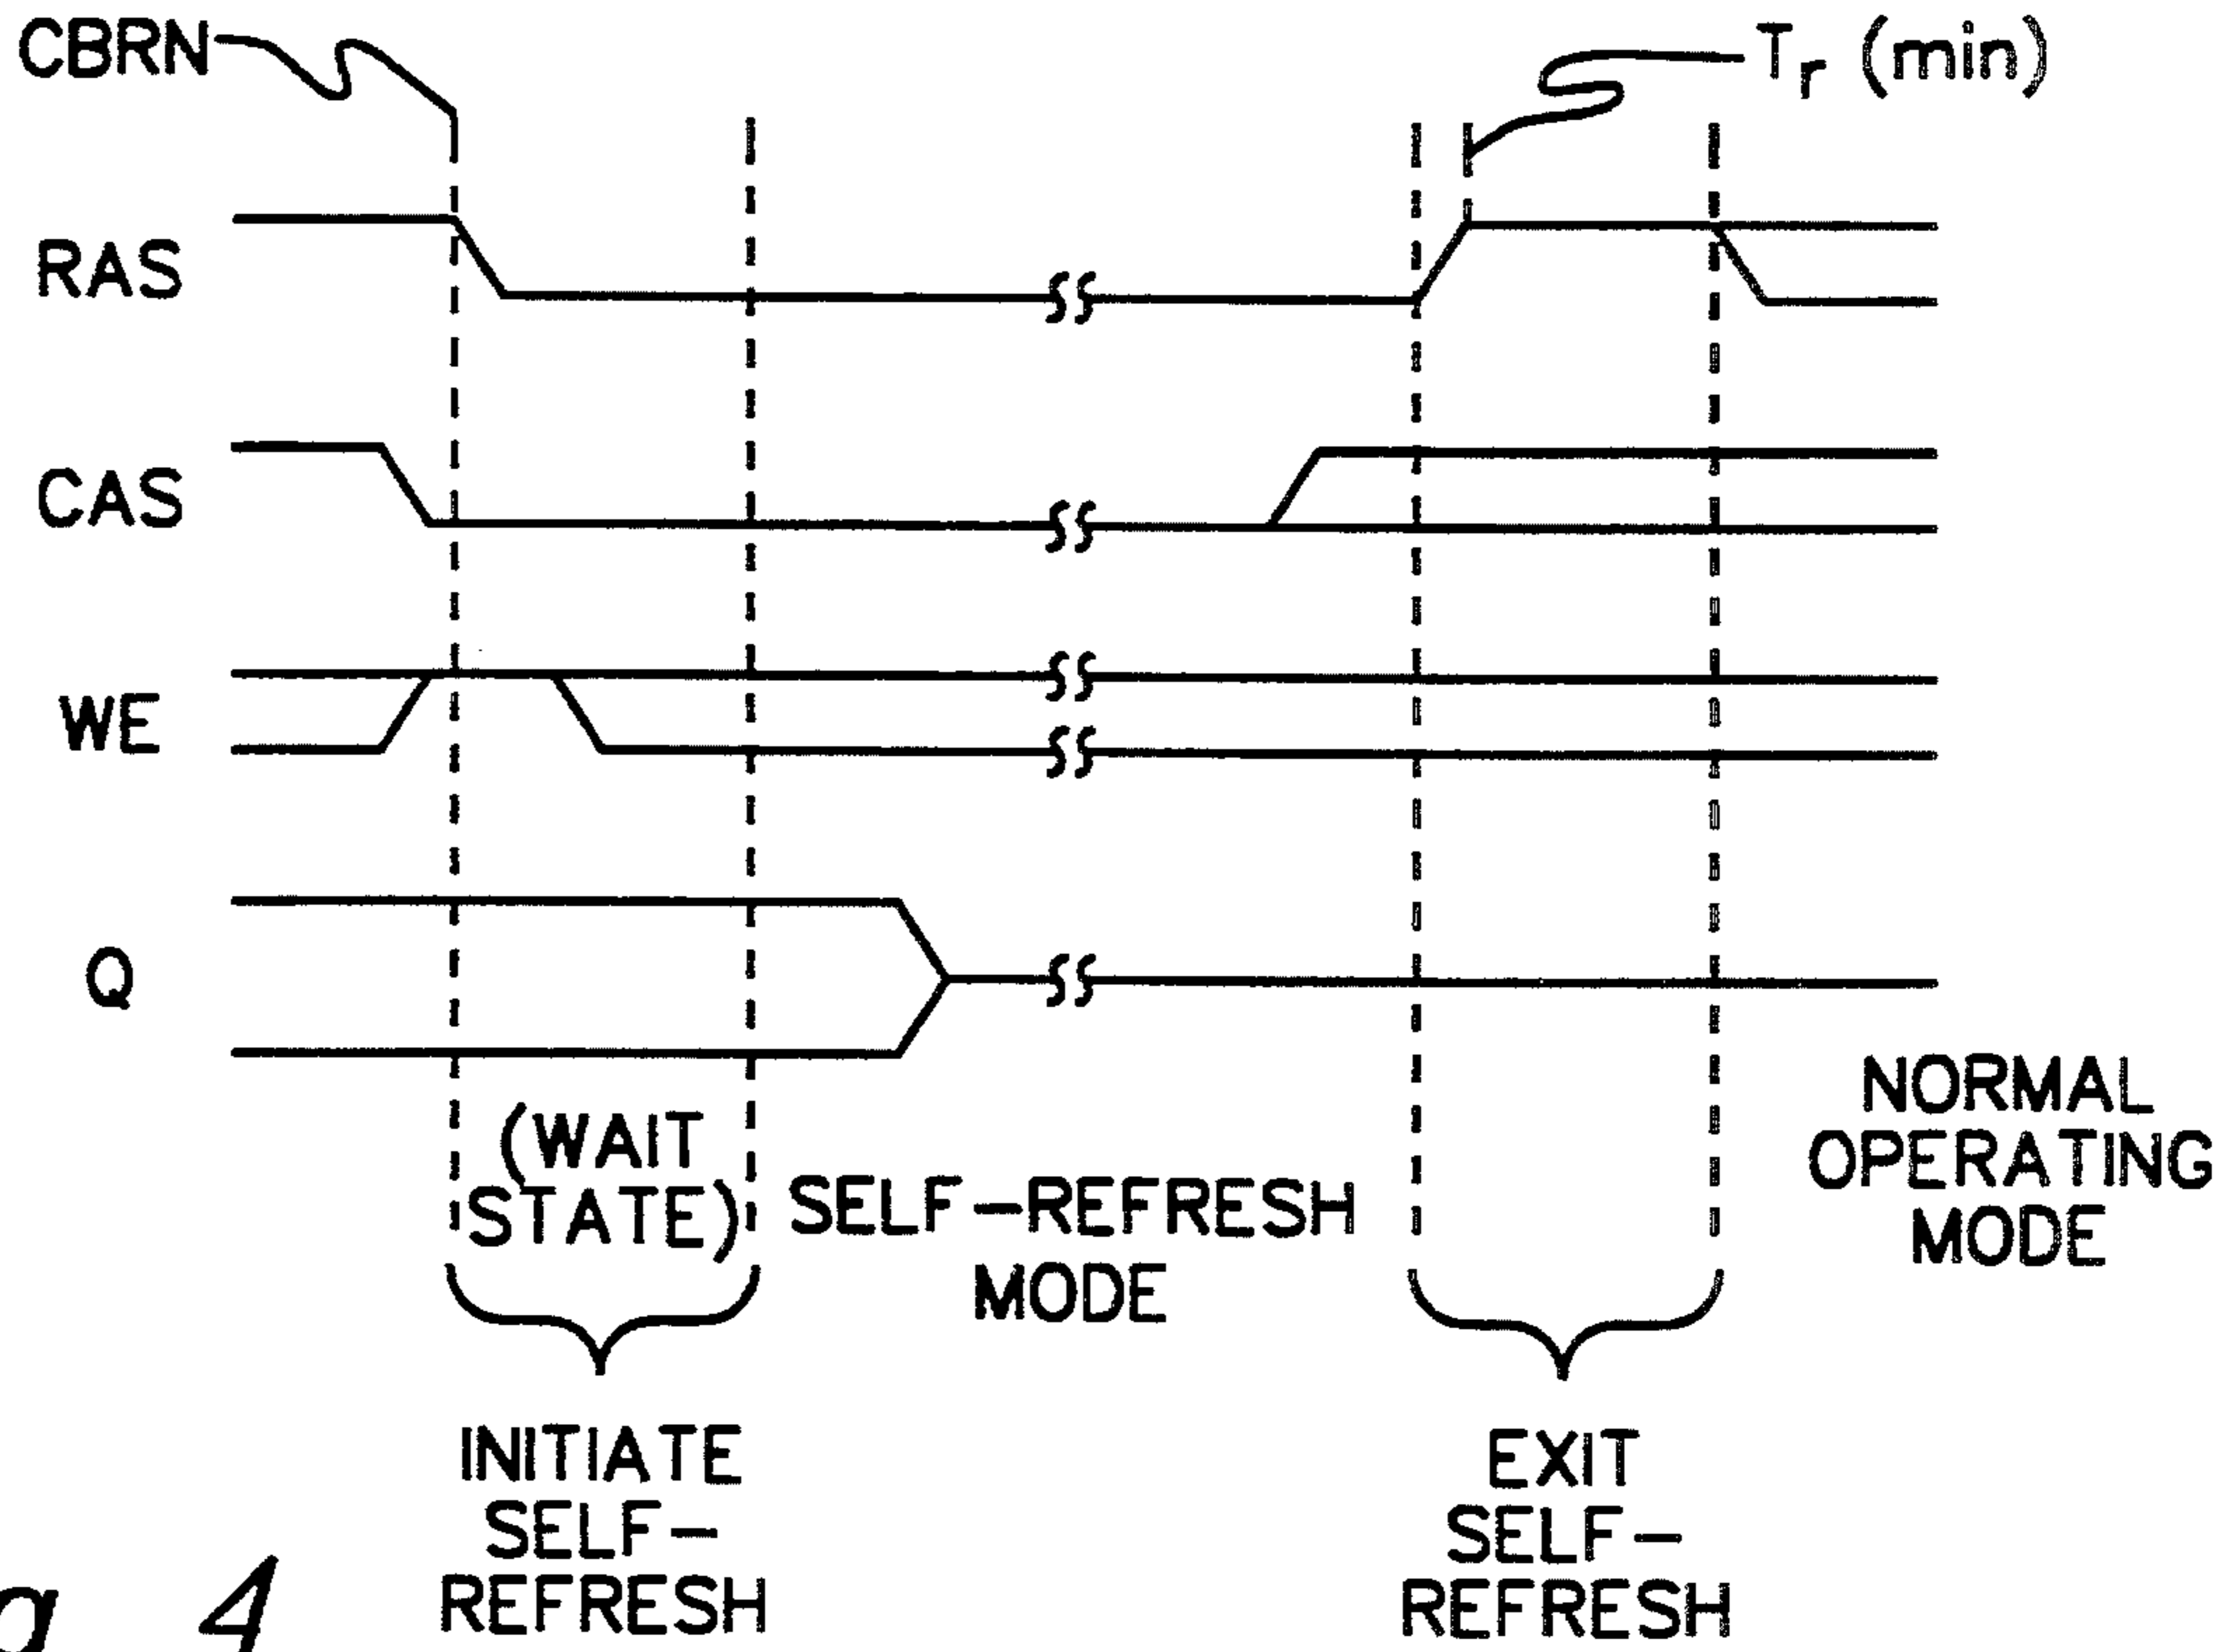 CBRN
Tr (min)
RAS
CAS
WE
Q
(WAIT
STATE)
SELF-REFRESH
MODE
NORMAL
OPERATING
MODE
INITIATE
SELF-
REFRESH
EXIT
SELF-
REFRESH
g 4